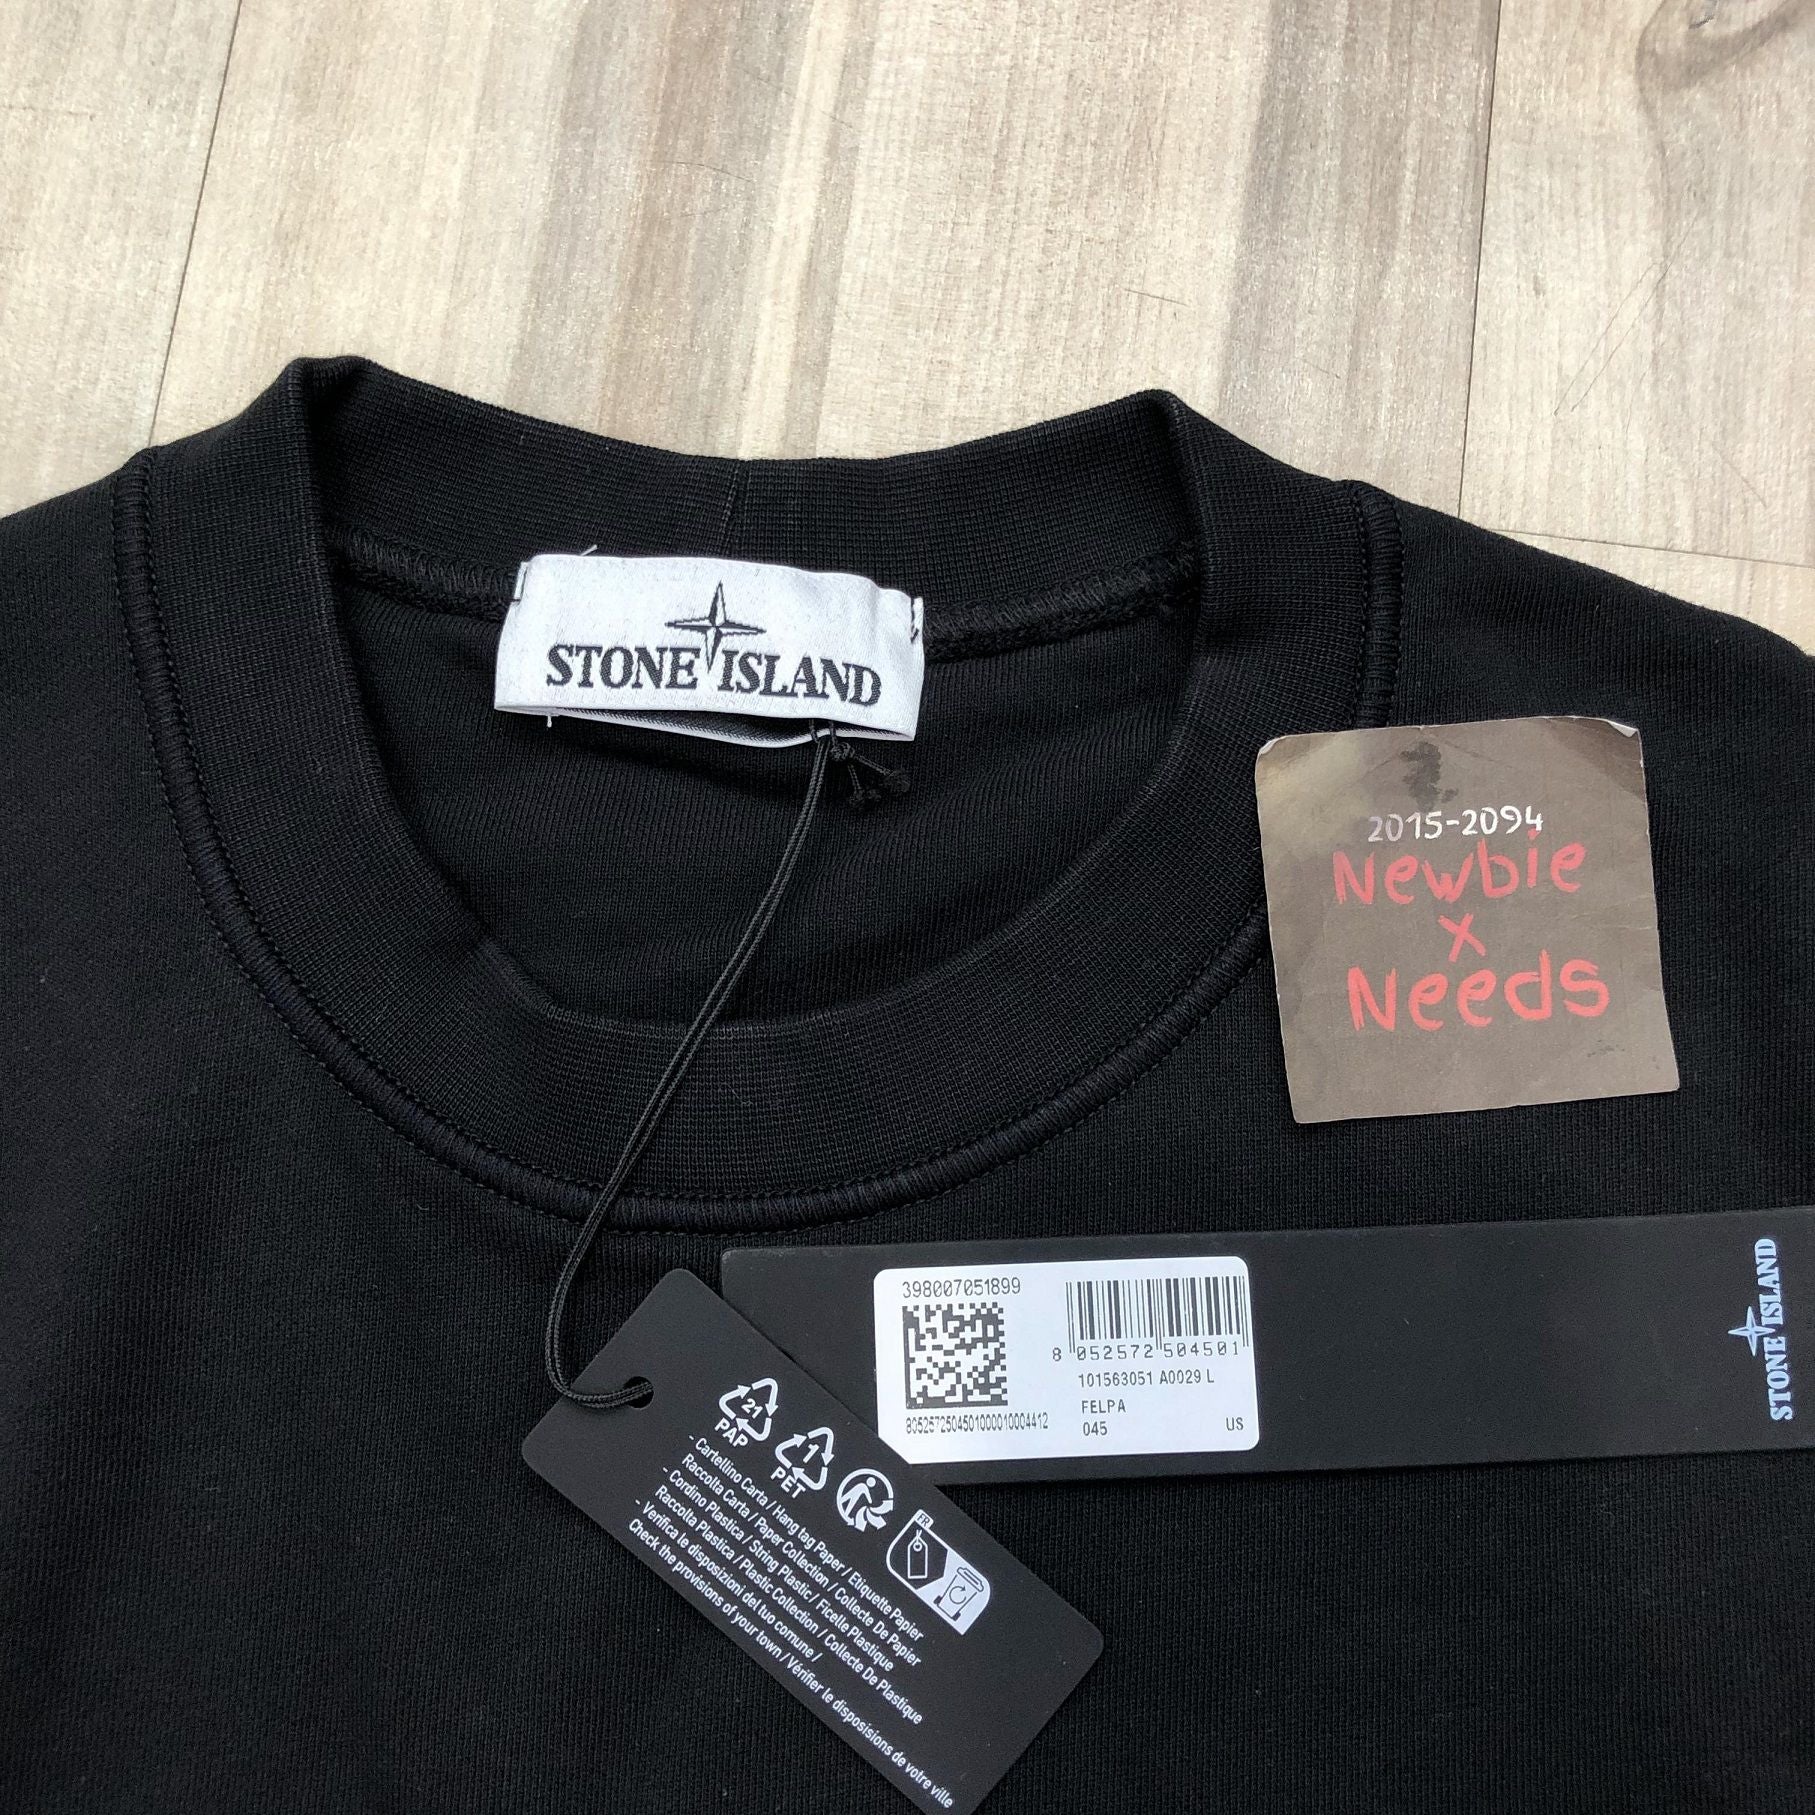 STONE ISLAND
2015-2094
Newbie
x
Needs
398007051899
8052572504501000010004412
8 052572 504501
101563051 A0029 L
FELPA
045 US
STONE ISLAND
21
PAP
1
PET
FR
- Cartellino Carta / Hang tag Paper / Etiquette Papier
Raccolta Carta / Paper Collection / Collecte De Papier
- Cordino Plastica / String Plastic / Ficelle Plastique
Raccolta Plastica / Plastic Collection / Collecte De Plastique
- Verifica le disposizioni del tuo comune /
Check the provisions of your town / Vérifier le disposisions de votre ville